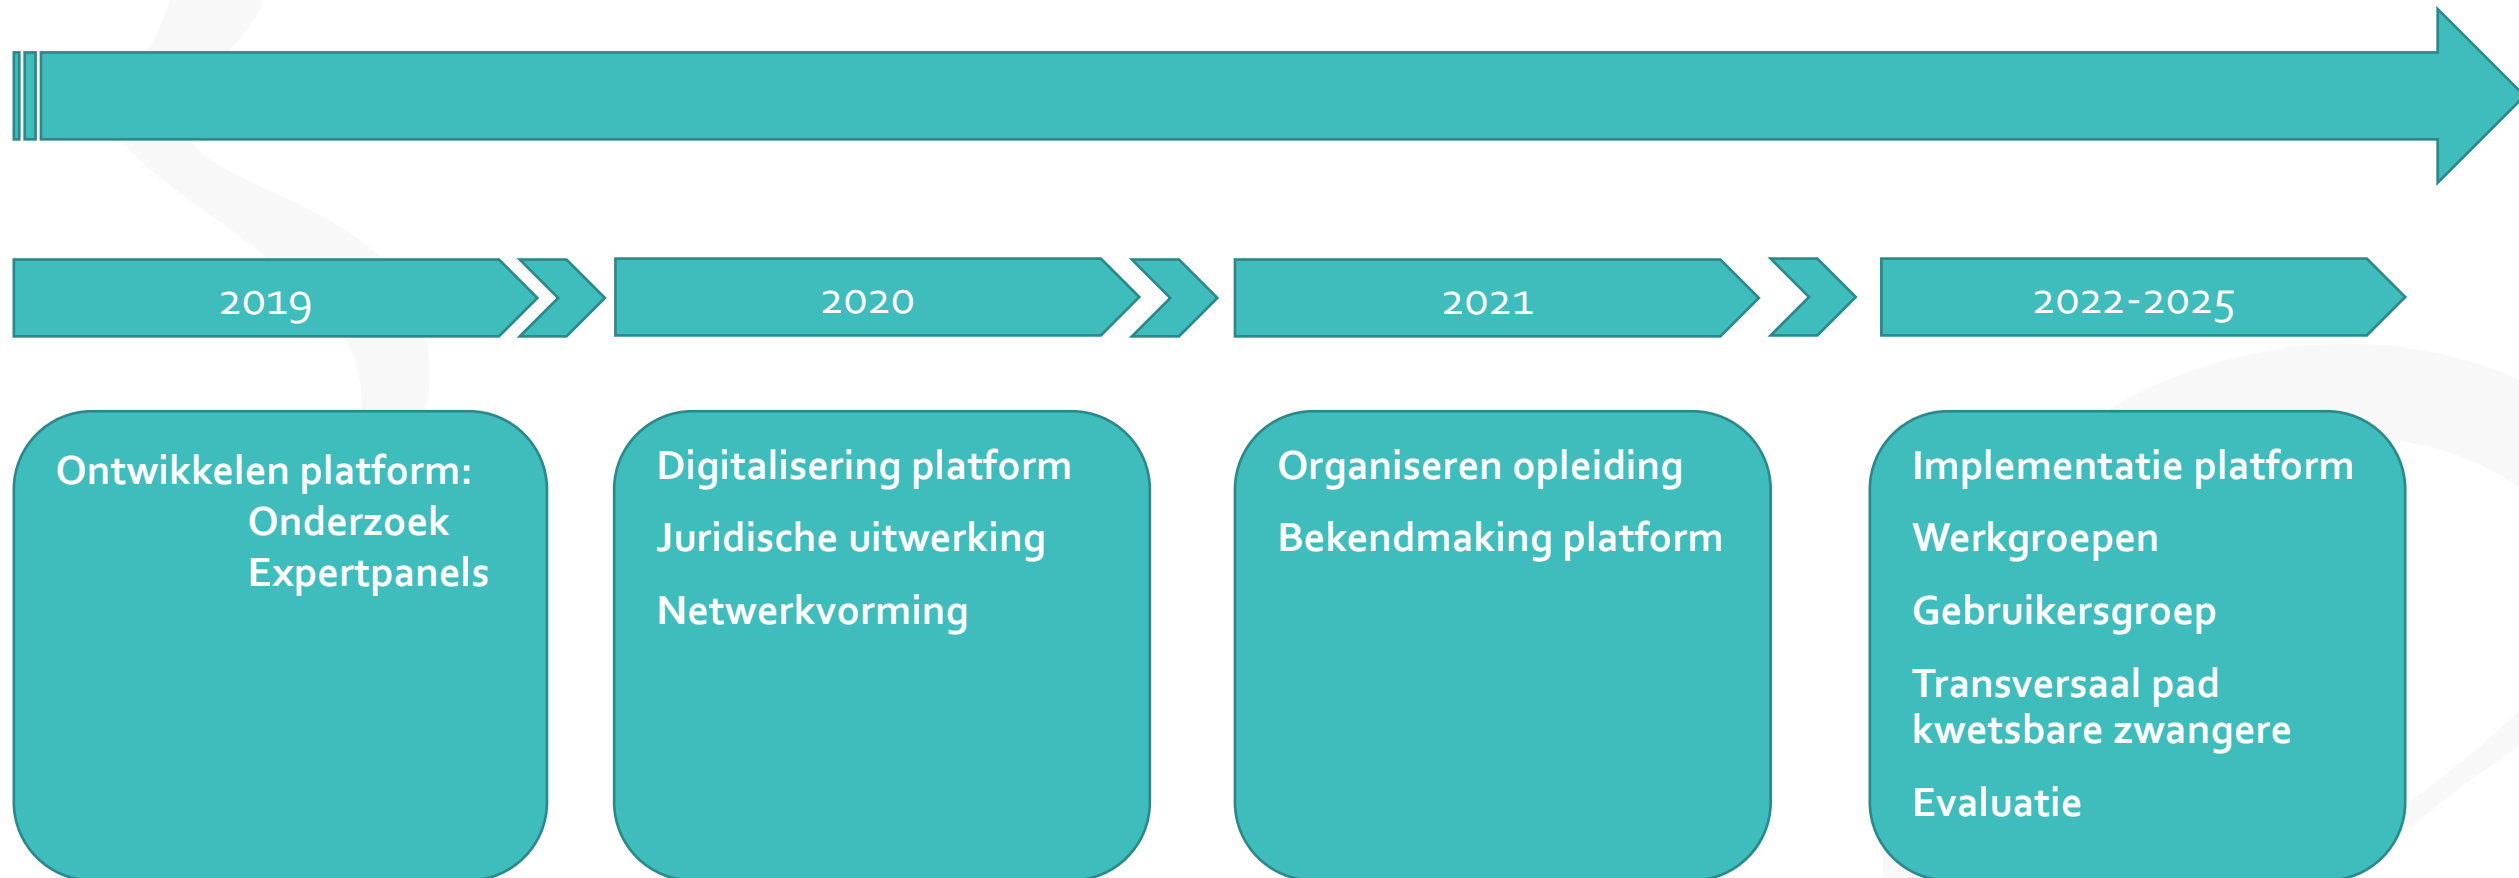 2019
2020
2021
2022-2025
Ontwikkelen platform:
Onderzoek
Expertpanels
Digitalisering platform
Juridische uitwerking
Netwerkvorming
Organiseren opleiding
Bekendmaking platform
Implementatie platform
Werkgroepen
Gebruikersgroep
Transversaal pad
kwetsbare zwangere
Evaluatie